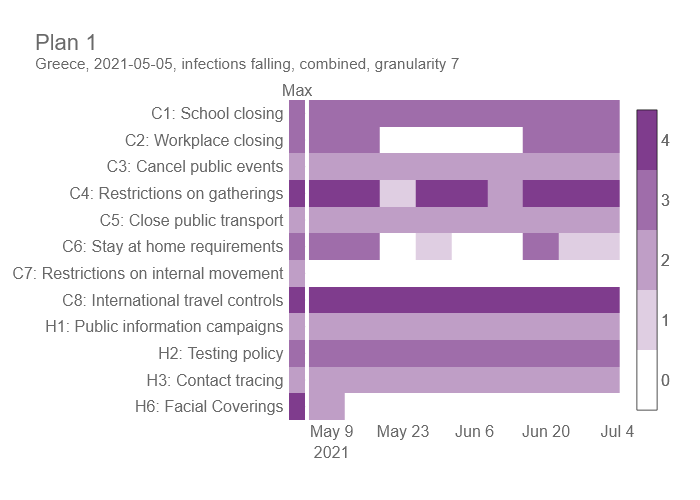 Plan 1
Greece, 2021-05-05, infections falling, combined, granularity 7
Max
C1: School closing
C2: Workplace closing
C3: Cancel public events
C4: Restrictions on gatherings
C5: Close public transport
C6: Stay at home requirements
C7: Restrictions on internal movement
C8: International travel controls
H1: Public information campaigns
H2: Testing policy
H3: Contact tracing
H6: Facial Coverings
May 9 May 23 Jun 6 Jun 20 Jul 4
2021
4
3
2
1
0